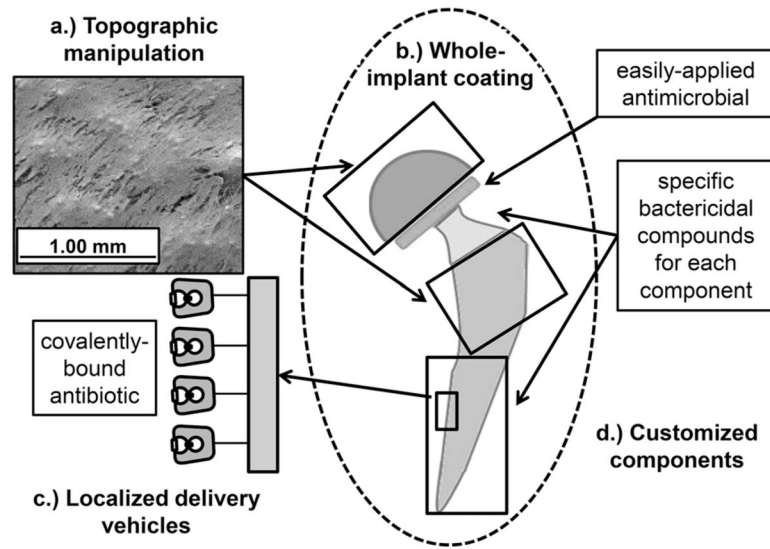 a.) Topographic
manipulation
1.00 mm
b.) Whole-
implant coating
easily-applied
antimicrobial
specific
bactericidal
compounds
for each
component
covalently-
bound
antibiotic
c.) Localized delivery
vehicles
d.) Customized
components